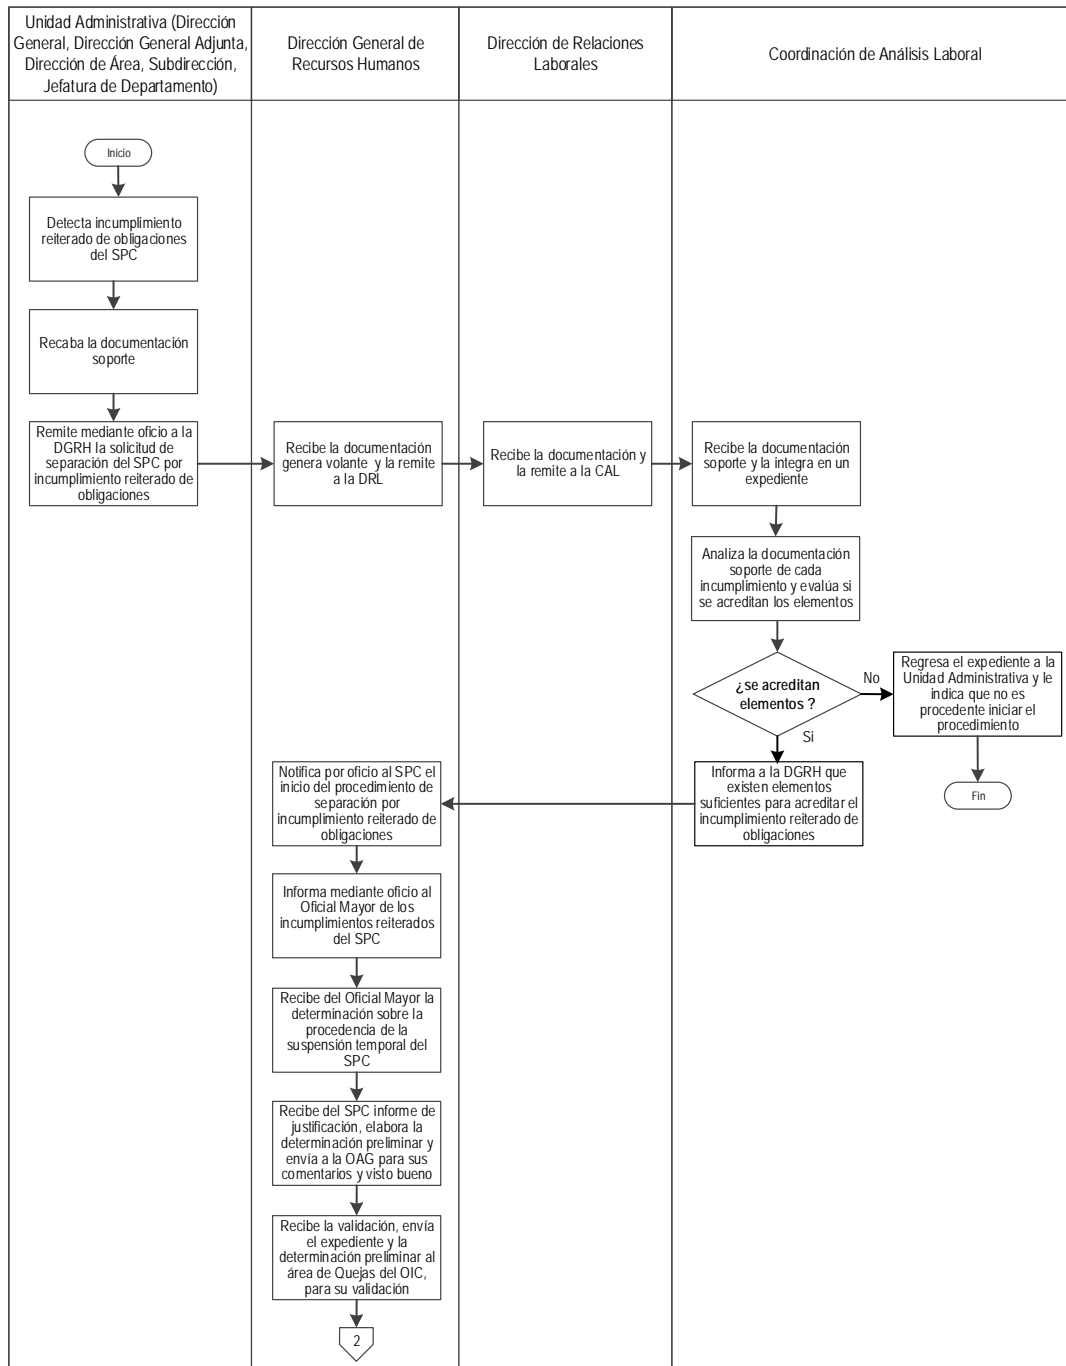 Unidad Administrativa (Dirección
General, Dirección General Adjunta,
Dirección de Área, Subdirección,
Jefatura de Departamento)
Dirección General de
Recursos Humanos
Dirección de Relaciones
Laborales
Coordinación de Análisis Laboral
Inicio
Detecta incumplimiento
reiterado de obligaciones
del SPC
Recaba la documentación
soporte
Remite mediante oficio a la
DGRH la solicitud de
separación del SPC por
incumplimiento reiterado de
obligaciones
Recibe la documentación
genera volante y la remite
a la DRL
Recibe la documentación y
la remite a la CAL
Recibe la documentación
soporte y la integra en un
expediente
Analiza la documentación
soporte de cada
incumplimiento y evalúa si
se acreditan los elementos
¿se acreditan
elementos ?
No
Regresa el expediente a la
Unidad Administrativa y le
indica que no es
procedente iniciar el
procedimiento
Fin
Si
Informa a la DGRH que
existen elementos
suficientes para acreditar el
incumplimiento reiterado de
obligaciones
Notifica por oficio al SPC el
inicio del procedimiento de
separación por
incumplimiento reiterado de
obligaciones
Informa mediante oficio al
Oficial Mayor de los
incumplimientos reiterados
del SPC
Recibe del Oficial Mayor la
determinación sobre la
procedencia de la
suspensión temporal del
SPC
Recibe del SPC informe de
justificación, elabora la
determinación preliminar y
envía a la OAG para sus
comentarios y visto bueno
Recibe la validación, envía
el expediente y la
determinación preliminar al
área de Quejas del OIC,
para su validación
2